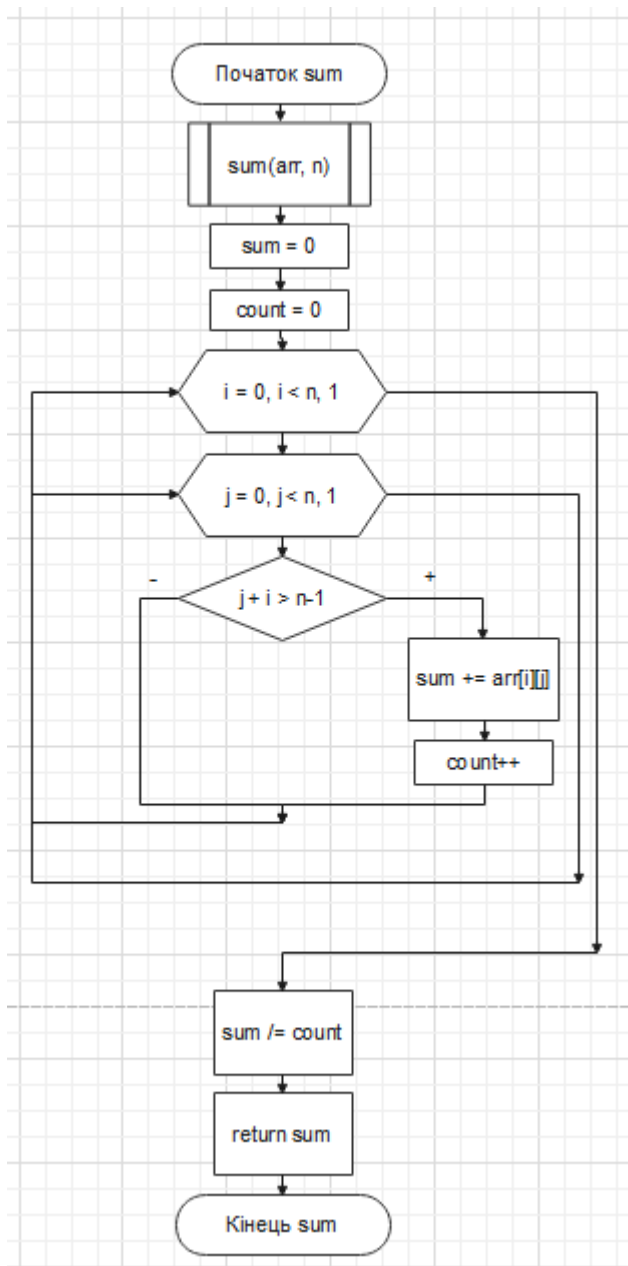 Початок sum
sum(arr, n)
sum = 0
count = 0
i = 0, i < n, 1
j = 0, j < n, 1
-
+
j + i > n-1
sum += arr[i][j]
count++
sum /= count
return sum
Кінець sum